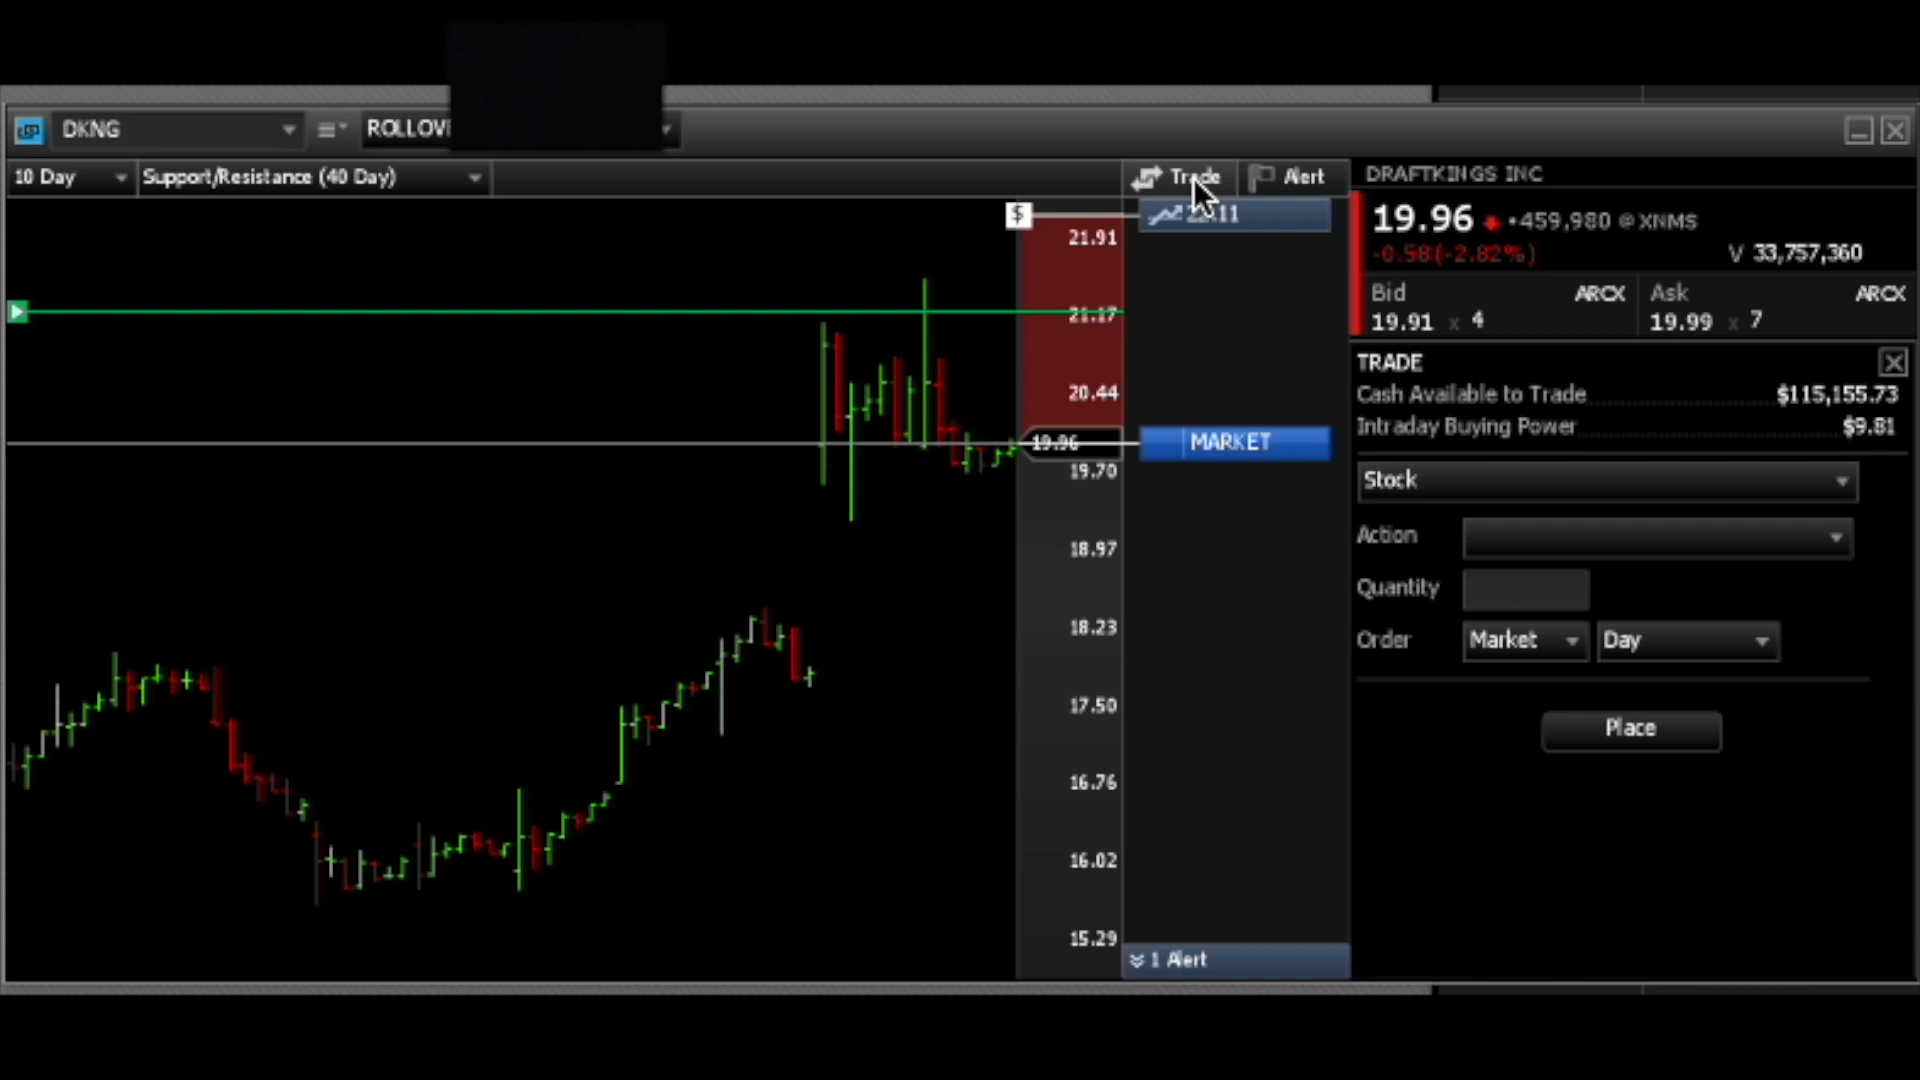 DKNG
ROLLOV
10 Day
Support/Resistance (40 Day)
Trade
Alert
$
21.91
21.17
20.44
19.96
19.70
18.97
18.23
17.50
16.76
16.02
15.29
MARKET
1 Alert
DRAFTKINGS INC
19.96 459,980 @ XNMS
-0.58 (-2.82%) V 33,757,360
Bid ARCX Ask ARCX
19.91 x 4 19.99 x 7
TRADE
Cash Available to Trade $115,155.73
Intraday Buying Power $9.81
Stock
Action
Quantity
Order Market Day
Place